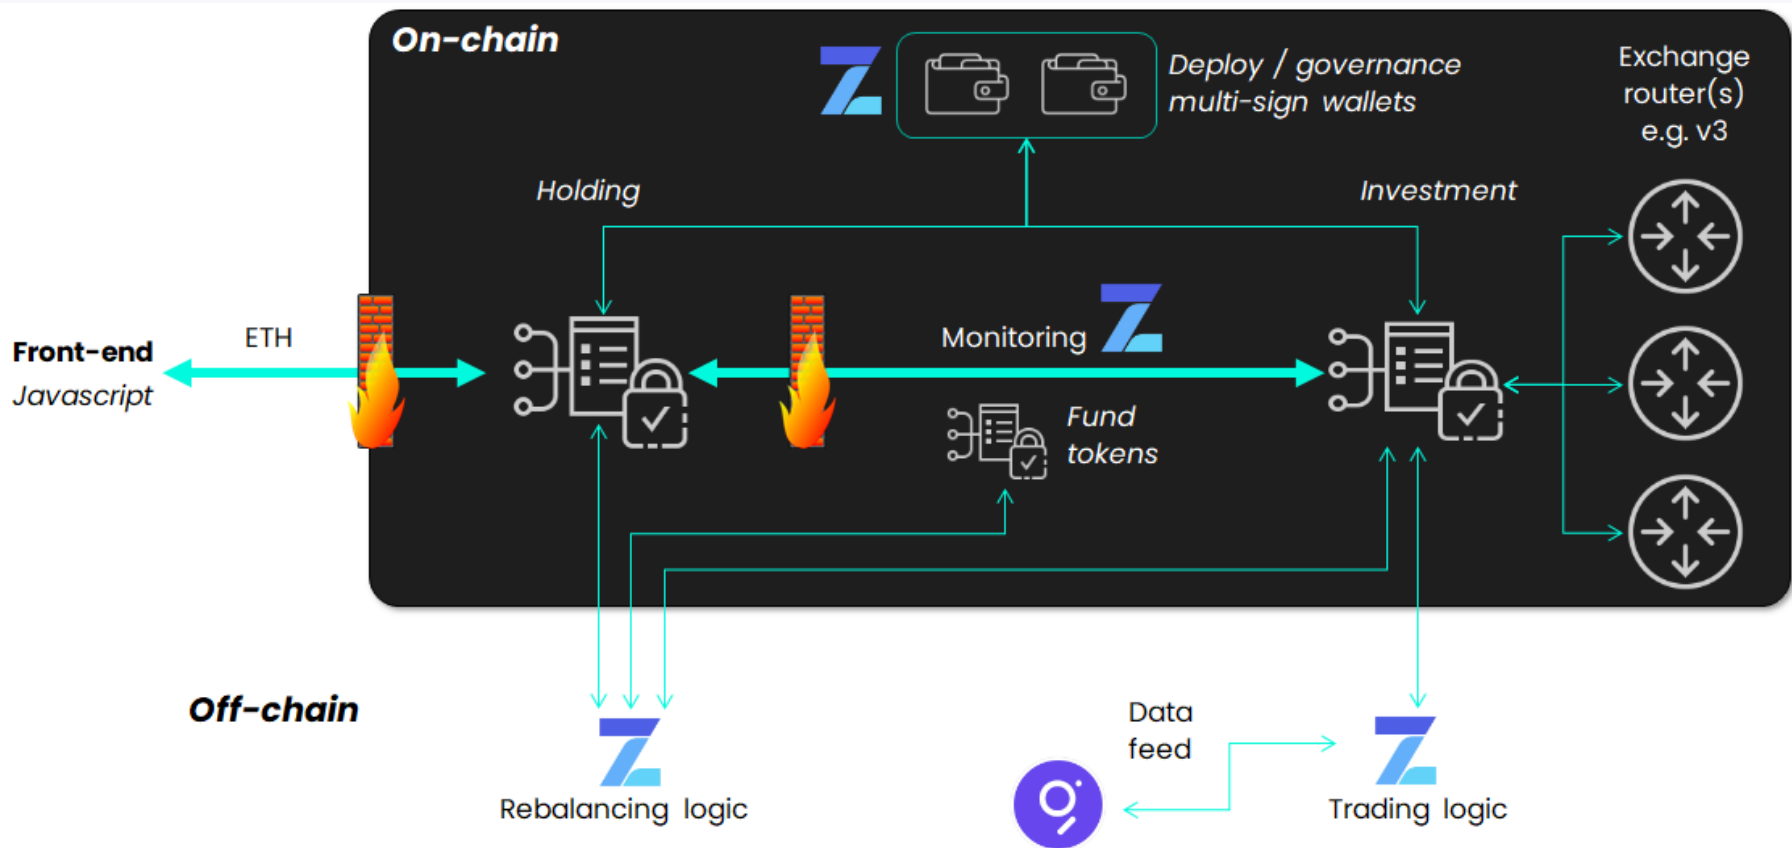 On-chain
Deploy / governance
multi-sign wallets
Exchange
router(s)
e.g. v3
Holding
Investment
Front-end
Javascript
ETH
Monitoring
Fund
tokens
Off-chain
Data
feed
Rebalancing logic
Trading logic